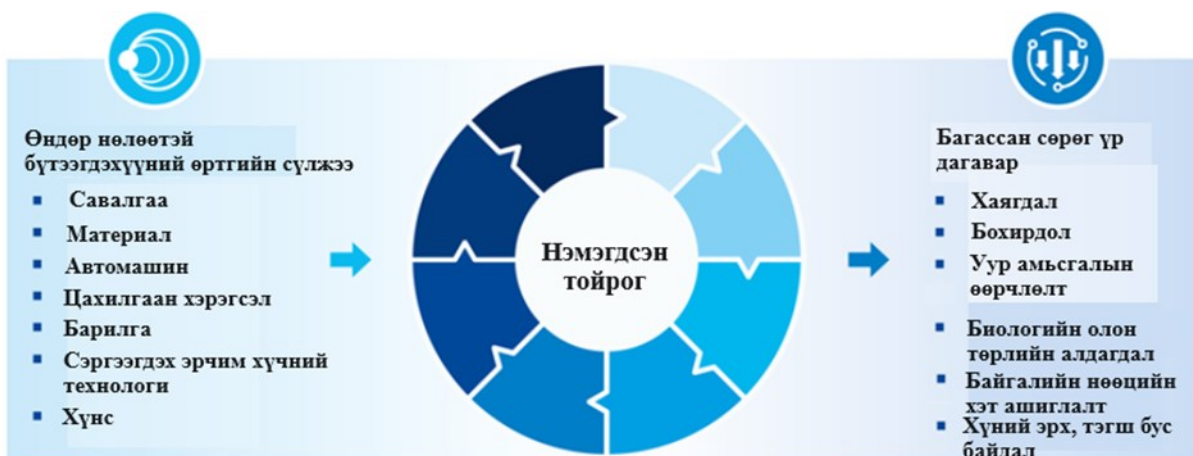 Өндөр нөлөөтэй
бүтээгдэхүүний өртгийн сүлжээ
Савалгаа
Материал
Автомашин
Цахилгаан хэрэгсэл
Барилга
Сэргээгдэх эрчим хүчний
технологи
Хүнс
Нэмэгдсэн
тойрог
Багассан сөрөг үр
дагавар
Хаягдал
Бохирдол
Уур амьсгалын
өөрчлөлт
Биологийн олон
төрлийн алдагдал
Байгалийн нөөцийн
хэт ашиглалт
Хүний эрх, тэгш бус
байдал